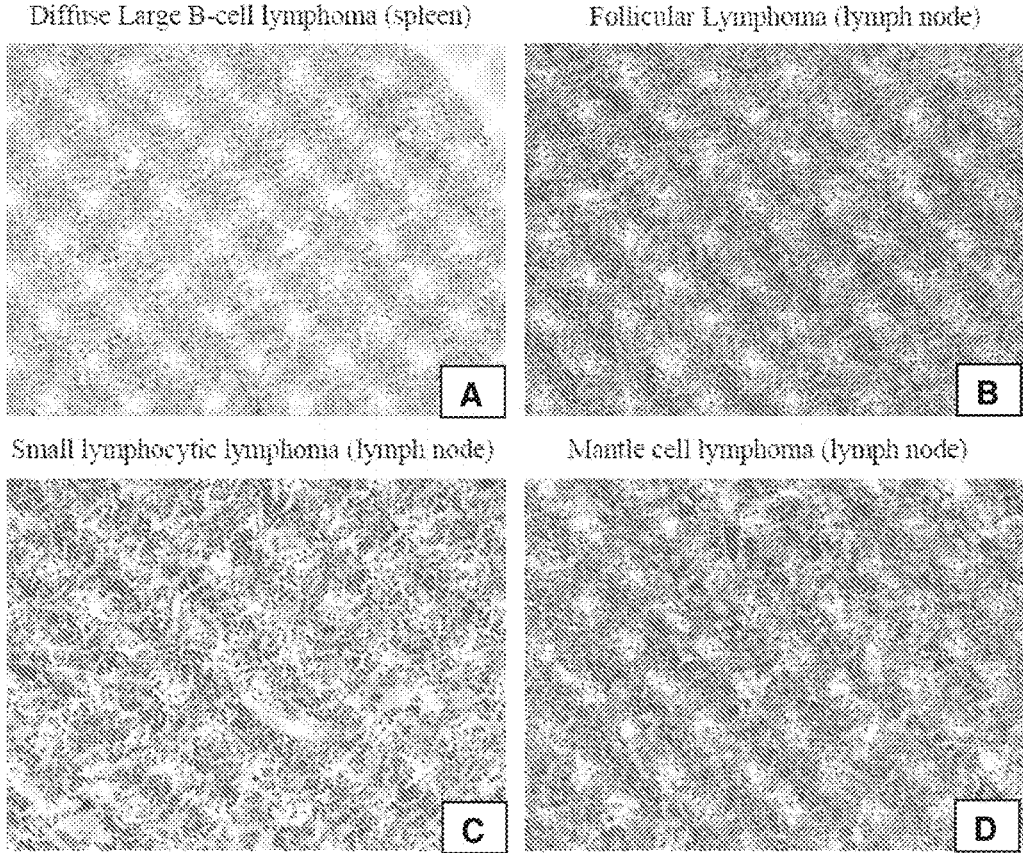 Diffuse Large B-cell lymphoma (spleen)
Follicular Lymphoma (lymph node)
A
B
Small lymphocytic lymphoma (lymph node)
Mantle cell lymphoma (lymph node)
C
D